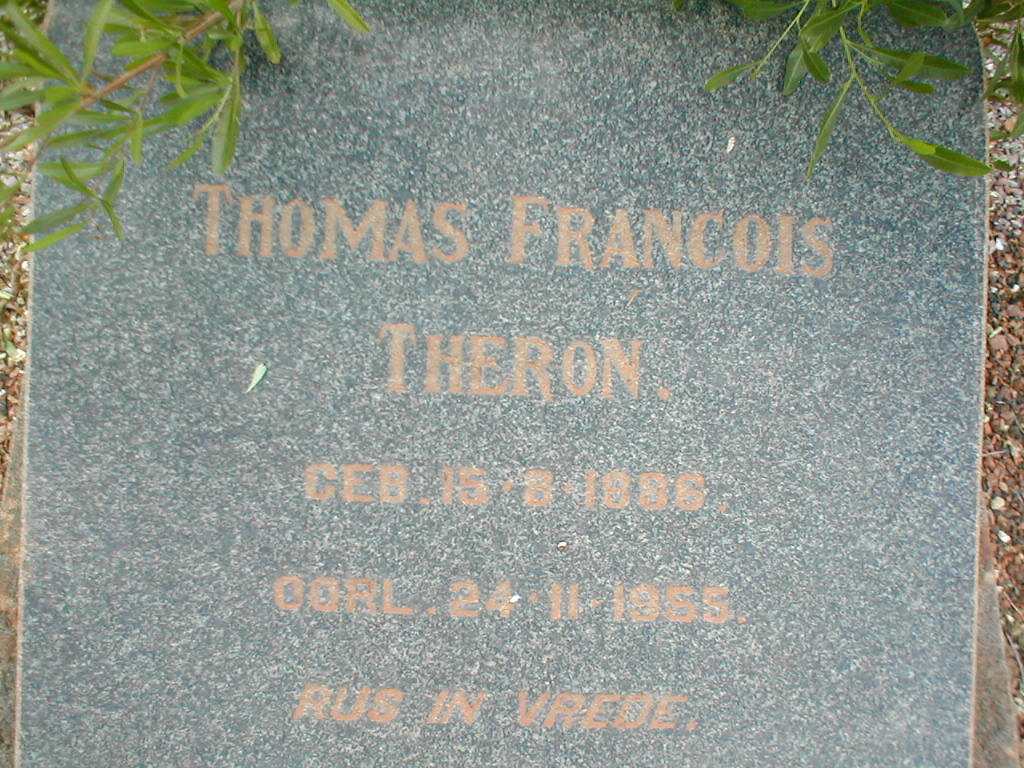 THOMAS FRANCOIS
THERON.
GEB. 15-8-1886.
OORL. 24-11-1955.
RUS IN VREDE.